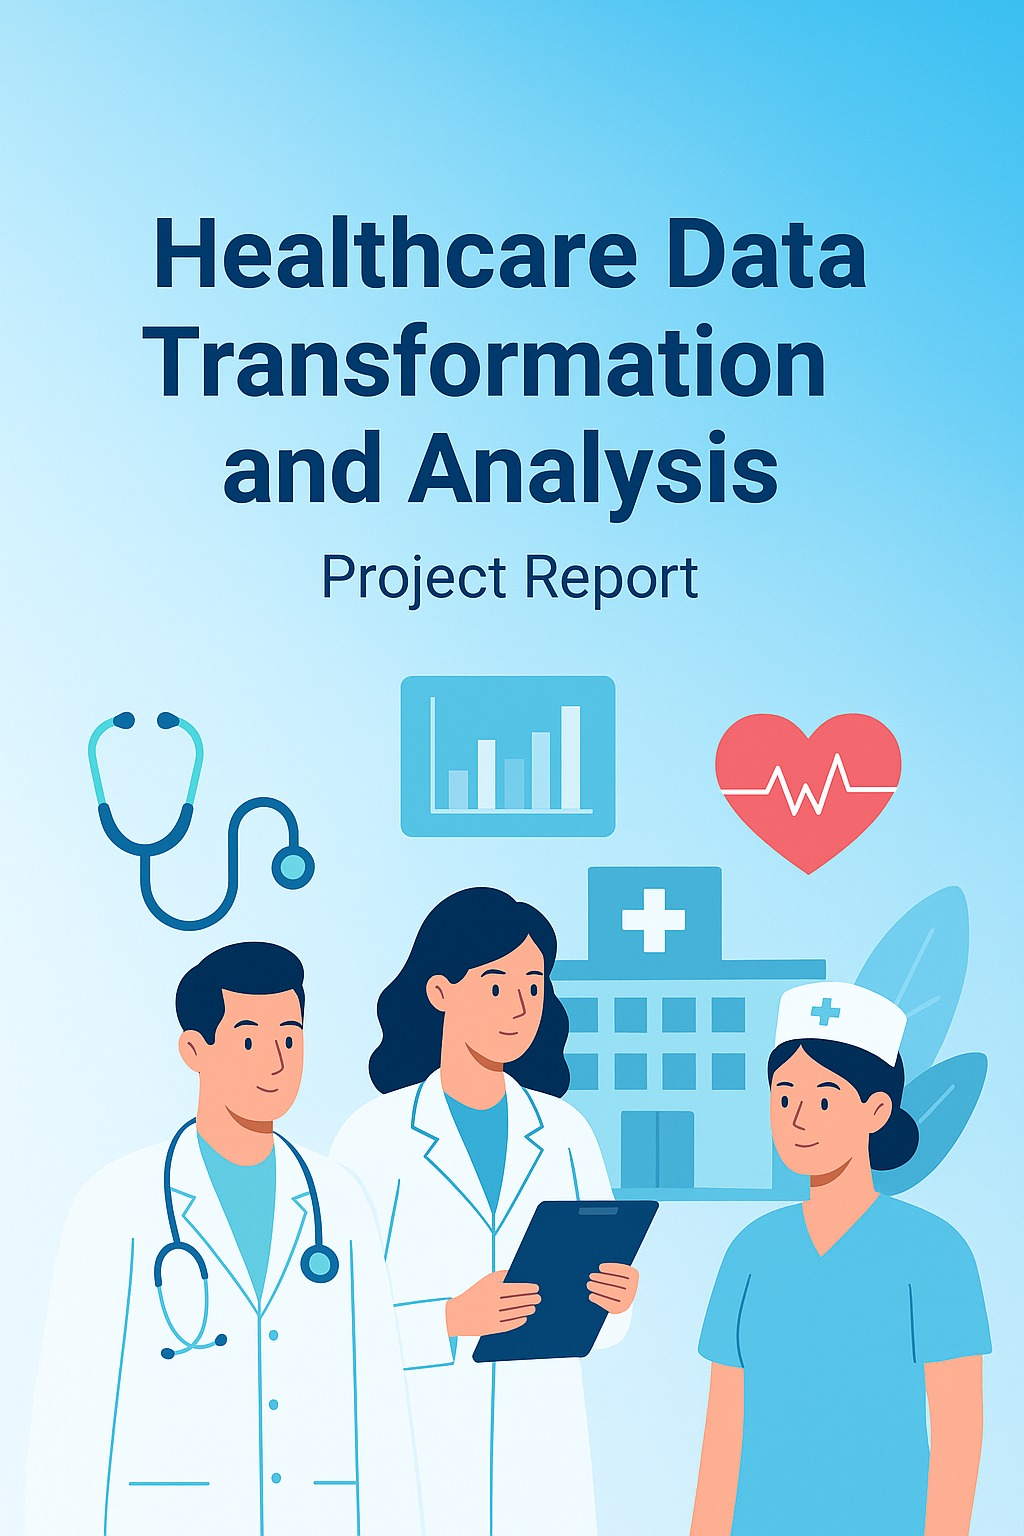 Healthcare Data
Transformation
and Analysis
Project Report